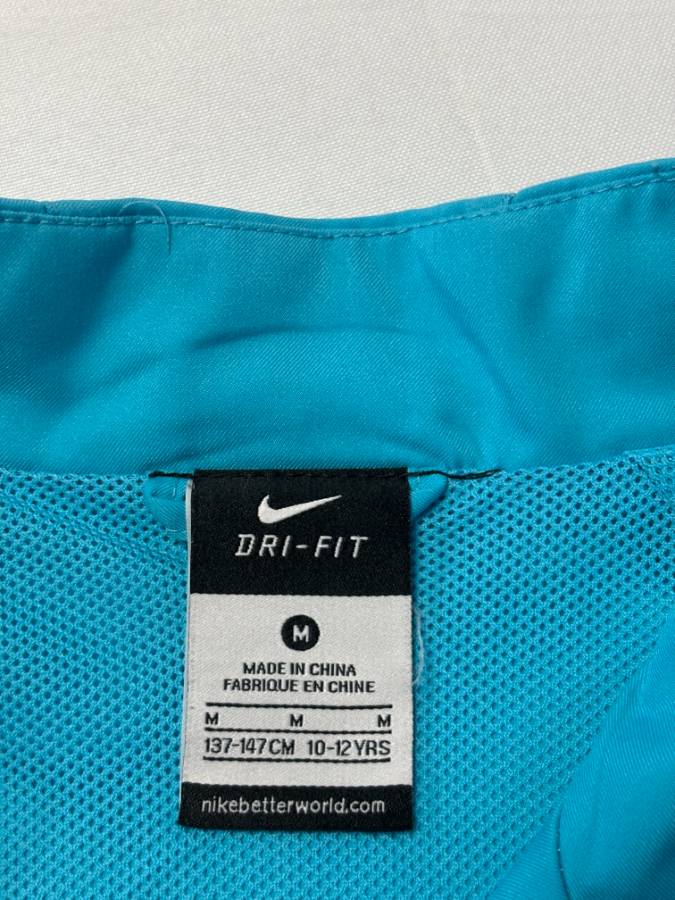 DRI-FIT
M
MADE IN CHINA
FABRIQUE EN CHINE
M M M
137-147CM 10-12YRS
nikebetterworld.com